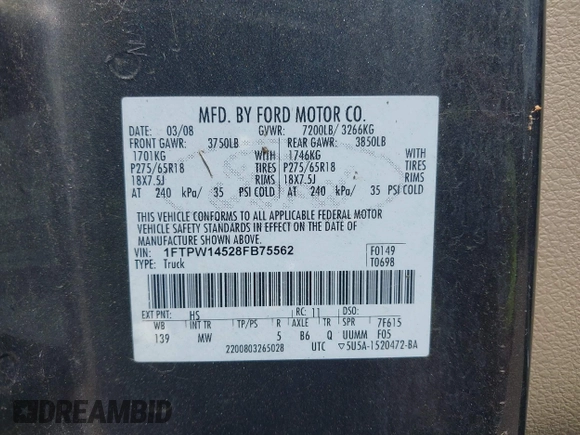 MFD. BY FORD MOTOR CO.
03/08 G/WR: 7200LB/ 3266KG
FRONT GAWR: 3750LB REAR GAWR: 3850LB
1701KG WITH 1746KG WITH
P275/65R18 TIRES P275/65R18 TIRES
18X7.5J RIMS 18X7.5J RIMS
AT 240 kPa/ 35 PSI COLD AT 240 kPa/ 35 PSI COLD
THIS VEHICLE CONFORMS TO ALL APPLICABLE FEDERAL MOTOR
VEHICLE SAFETY STANDARDS IN EFFECT ON THE DATE OF
MANUFACTURE SHOWN ABOVE.
VIN: 1FTPW14528FB75562 F0149
TYPE: Truck T0698
EXT PNT: HS RC: 11 DSO:
WB INT TR TP/PS R AXLE TR SPR 7F615
139 MW 5 B6 Q UUMM F05
2200803265028 UTC ▽5U5A-1520472-BA
DREAMBID